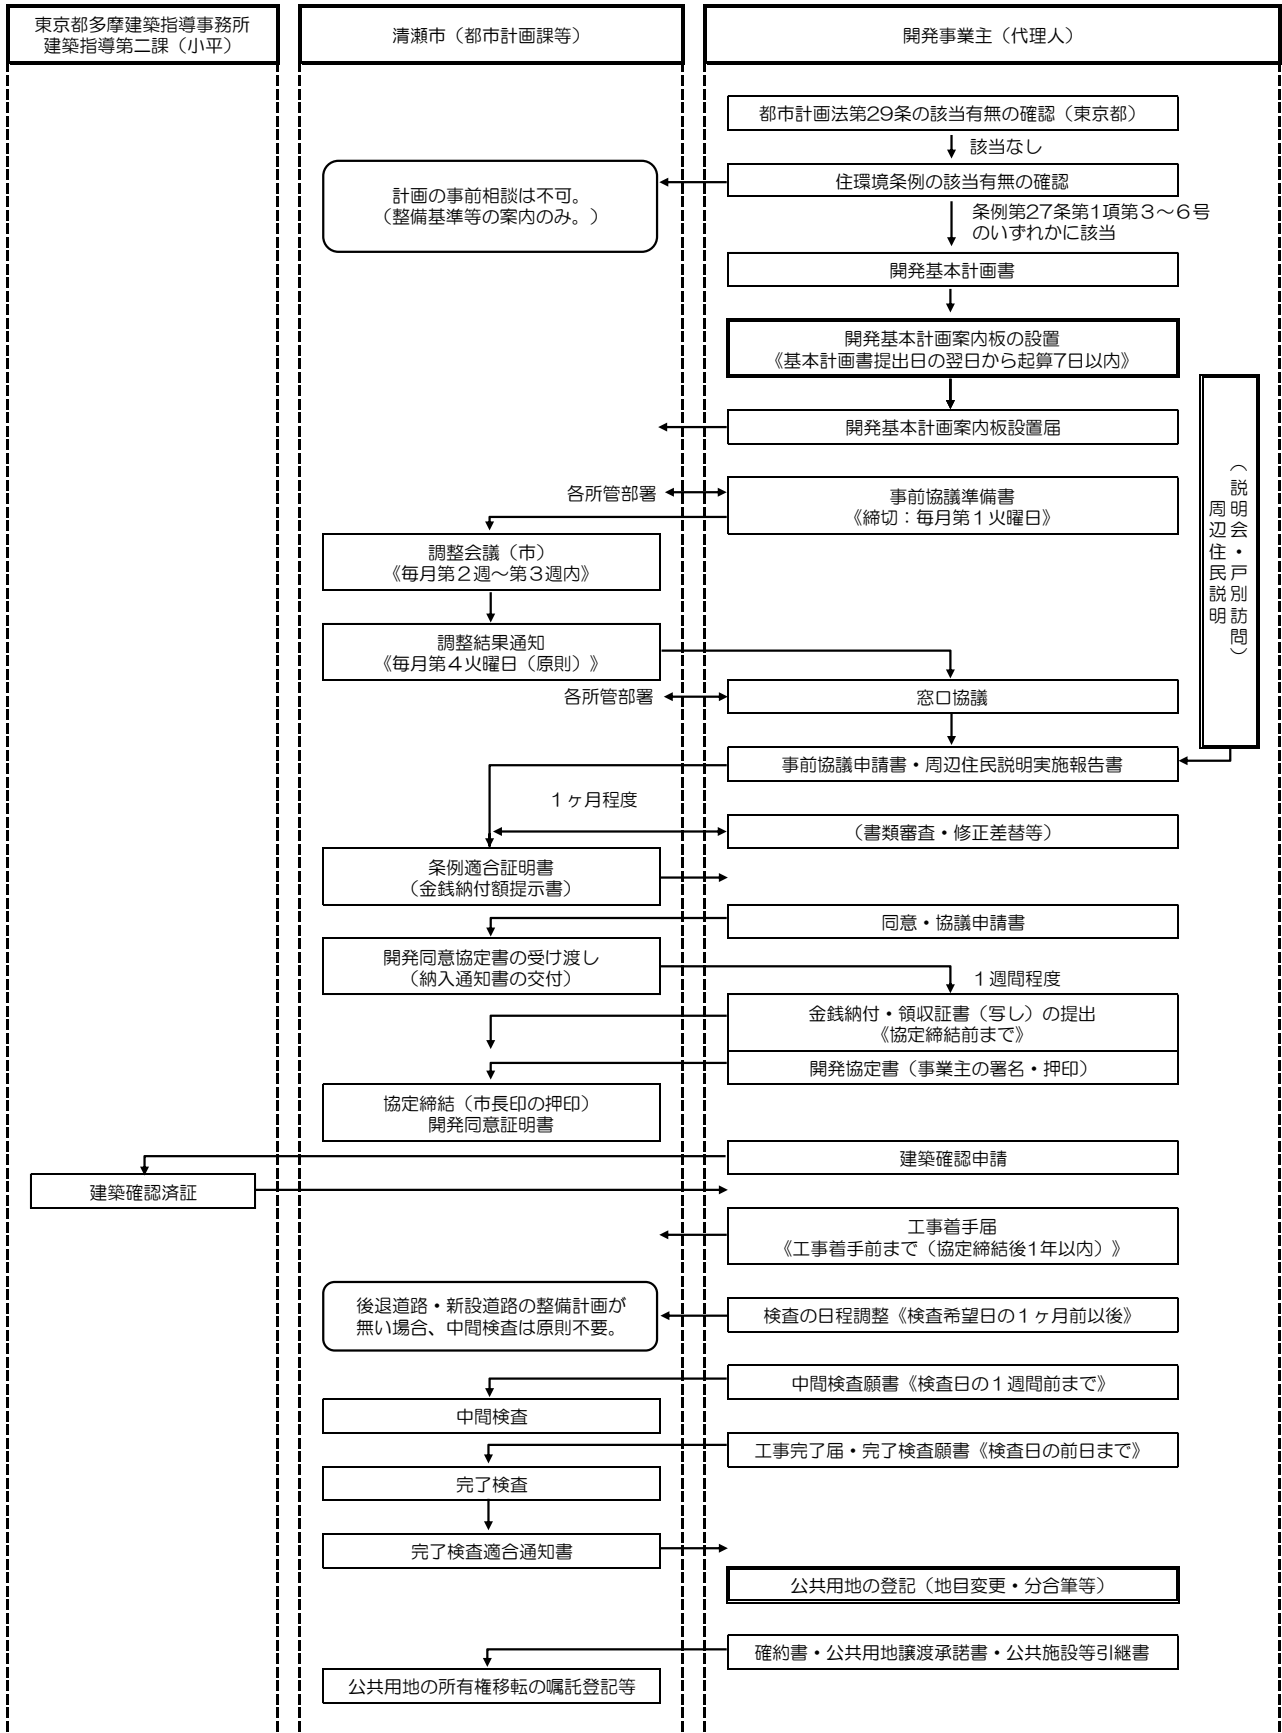 東京都多摩建築指導事務所
建築指導第二課（小平）
清瀬市（都市計画課等）
開発事業主（代理人）
都市計画法第29条の該当有無の確認（東京都）
該当なし
計画の事前相談は不可。
（整備基準等の案内のみ。）
住環境条例の該当有無の確認
条例第27条第1項第３～６号
のいずれかに該当
開発基本計画書
開発基本計画案内板の設置
《基本計画書提出日の翌日から起算7日以内》
開発基本計画案内板設置届
周辺住民説明
（説明会・戸別訪問）
各所管部署
事前協議準備書
《締切：毎月第１火曜日》
調整会議（市）
《毎月第２週～第３週内》
調整結果通知
《毎月第４火曜日（原則）》
各所管部署
窓口協議
事前協議申請書・周辺住民説明実施報告書
１ヶ月程度
（書類審査・修正差替等）
条例適合証明書
（金銭納付額提示書）
同意・協議申請書
開発同意協定書の受け渡し
（納入通知書の交付）
１週間程度
金銭納付・領収証書（写し）の提出
《協定締結前まで》
開発協定書（事業主の署名・押印）
協定締結（市長印の押印）
開発同意証明書
建築確認申請
建築確認済証
工事着手届
《工事着手前まで（協定締結後1年以内）》
後退道路・新設道路の整備計画が
無い場合、中間検査は原則不要。
検査の日程調整《検査希望日の１ヶ月前以後》
中間検査願書《検査日の１週間前まで》
中間検査
工事完了届・完了検査願書《検査日の前日まで》
完了検査
完了検査適合通知書
公共用地の登記（地目変更・分合筆等）
確約書・公共用地譲渡承諾書・公共施設等引継書
公共用地の所有権移転の嘱託登記等